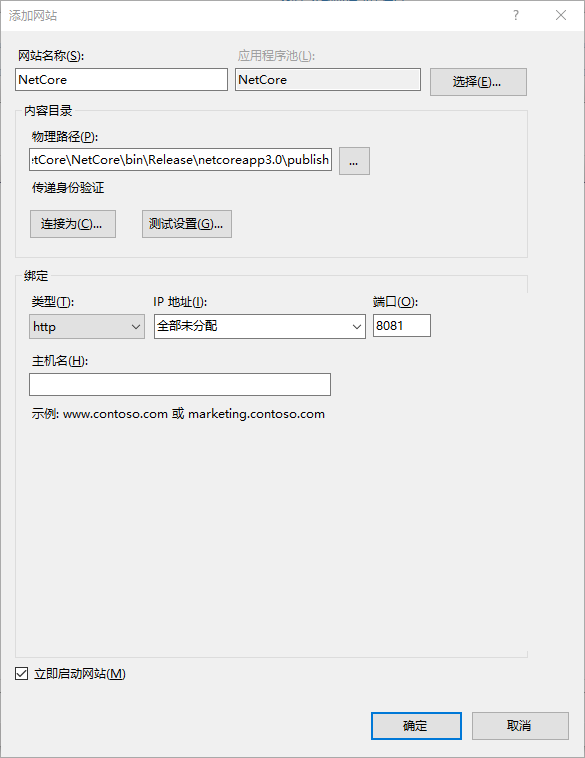 添加网站
网站名称(S):
应用程序池(L):
NetCore
NetCore
选择(E)...
内容目录
物理路径(P):
etCore\NetCore\bin\Release\netcoreapp3.0\publish
...
传递身份验证
连接为(C)...
测试设置(G)...
绑定
类型(T):
IP 地址(I):
端口(O):
http
全部未分配
8081
主机名(H):
示例: www.contoso.com 或 marketing.contoso.com
立即启动网站(M)
确定
取消